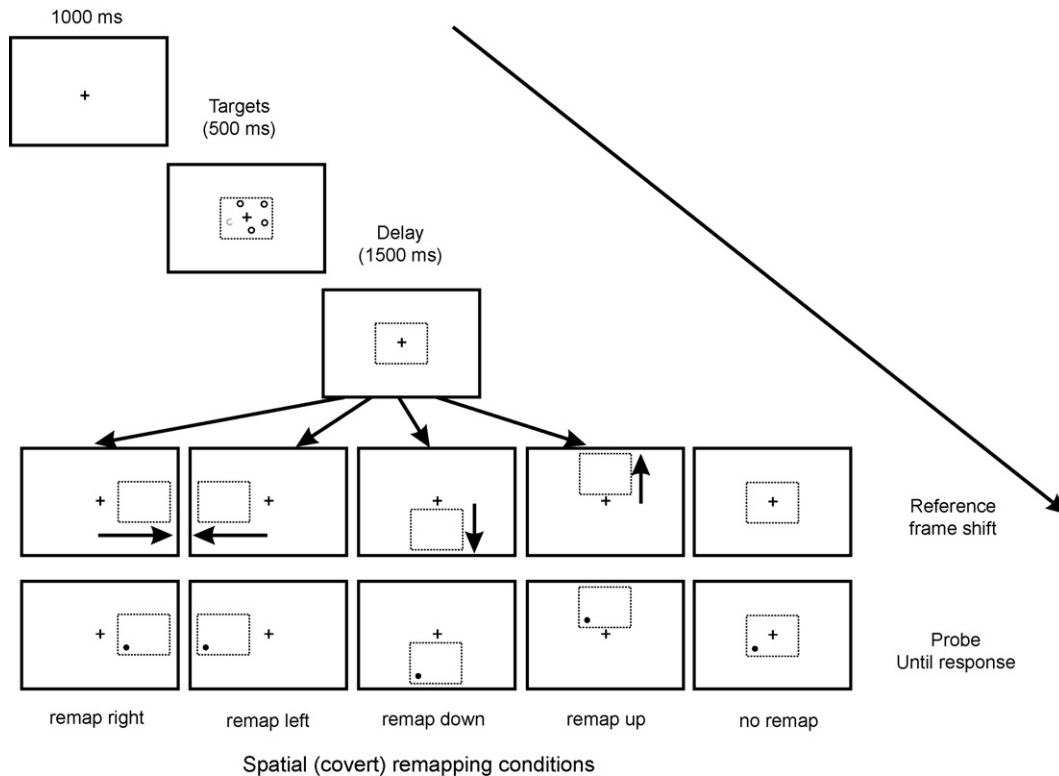 1000 ms
Targets
(500 ms)
Delay
(1500 ms)
Reference
frame shift
Probe
Until response
remap right
remap left
remap down
remap up
no remap
Spatial (covert) remapping conditions